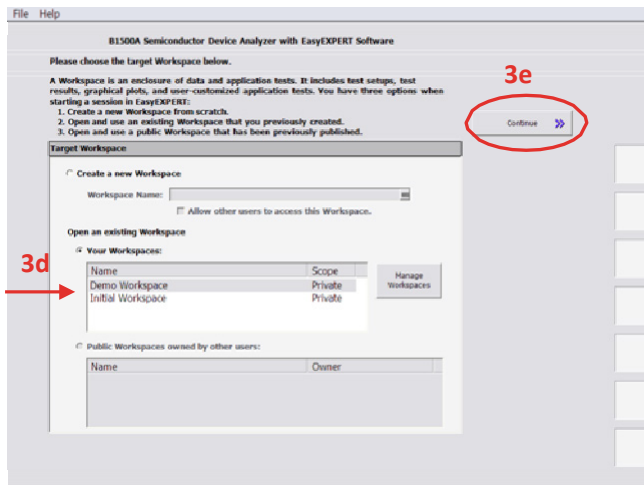 File Help
B1500A Semiconductor Device Analyzer with EasyEXPERT Software
Please choose the target Workspace below.
A Workspace is an enclosure of data and application tests. It includes test setups, test
results, graphical plots, and user-customized application tests. You have three options when
starting a session in EasyEXPERT:
1. Create a new Workspace from scratch.
2. Open and use an existing Workspace that you previously created.
3. Open and use a public Workspace that has been previously published.
3e
Continue
Target Workspace
Create a new Workspace
Workspace Name:
Allow other users to access this Workspace.
Open an existing Workspace
Your Workspaces:
3d
Name Scope
Demo Workspace Private
Initial Workspace Private
Manage
Workspaces
Public Workspaces owned by other users:
Name Owner